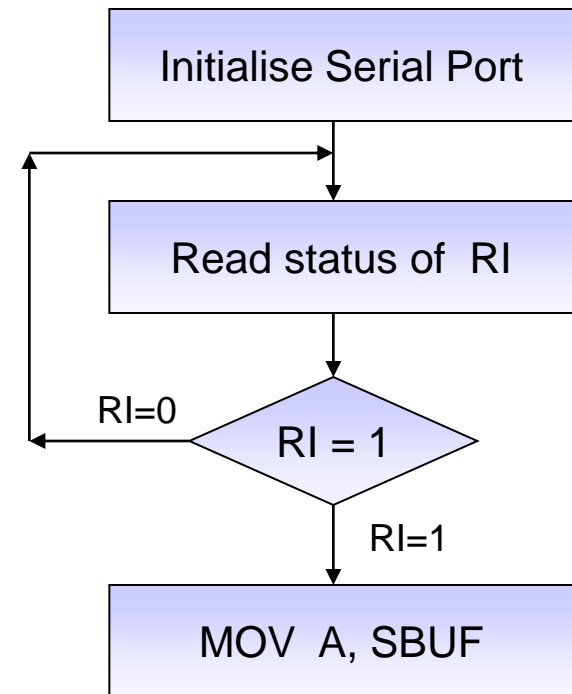 Initialise Serial Port
Read status of RI
RI=0
RI = 1
RI=1
MOV A, SBUF